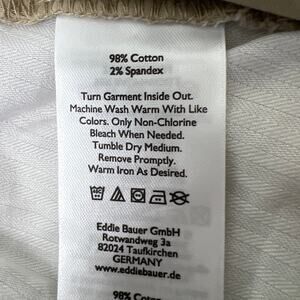 98% Cotton
2% Spandex
Turn Garment Inside Out.
Machine Wash Warm With Like
Colors. Only Non-Chlorine
Bleach When Needed.
Tumble Dry Medium.
Remove Promptly.
Warm Iron As Desired.
Eddie Bauer GmbH
Rotwandweg 3a
82024 Taufkirchen
GERMANY
www.eddiebauer.de
98% Cotton